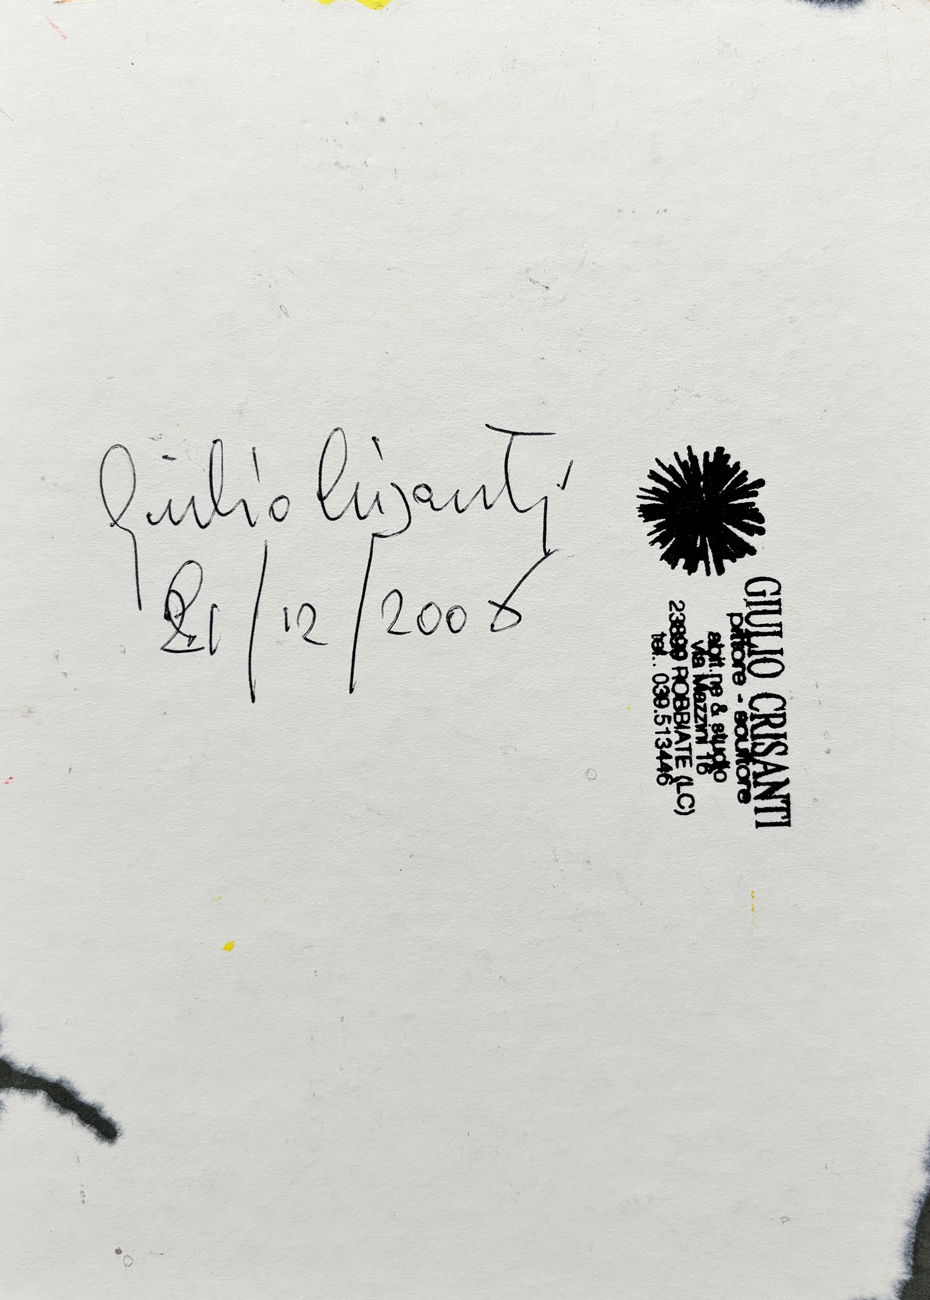 Giulio Crisanti
21/12/2008
GIULIO CRISANTI
pittore - scultore
abit.ne & studio
via Mazzini 16
23899 ROBBIATE (LC)
tel.. 039.513446